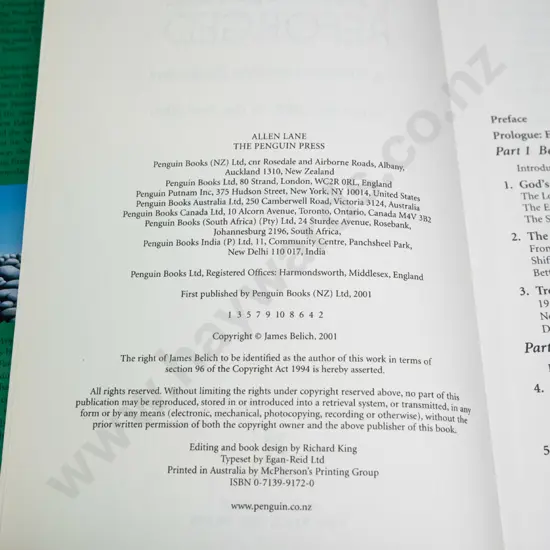 ALLEN LANE
THE PENGUIN PRESS
Penguin Books (NZ) Ltd, cnr Rosedale and Airborne Roads, Albany,
Auckland 1310, New Zealand
Penguin Books Ltd, 80 Strand, London, WC2R 0RL, England
Penguin Putnam Inc, 375 Hudson Street, New York, NY 10014, United States
Penguin Books Australia Ltd, 250 Camberwell Road, Victoria 3124, Australia
Penguin Books Canada Ltd, 10 Alcorn Avenue, Toronto, Ontario, Canada M4V 3B2
Penguin Books (South Africa) (Pty) Ltd, 24 Sturdee Avenue, Rosebank,
Johannesburg 2196, South Africa,
Penguin Books India (P) Ltd, 11, Community Centre, Panchsheel Park,
New Delhi 110 017, India
Penguin Books Ltd, Registered Offices: Harmondsworth, Middlesex, England
First published by Penguin Books (NZ) Ltd, 2001
1 3 5 7 9 10 8 6 4 2
Copyright © James Belich, 2001
The right of James Belich to be identified as the author of this work in terms of
section 96 of the Copyright Act 1994 is hereby asserted.
All rights reserved. Without limiting the rights under copyright reserved above, no part of this
publication may be reproduced, stored in or introduced into a retrieval system, or transmitted, in any
form or by any means (electronic, mechanical, photocopying, recording or otherwise), without the
prior written permission of both the copyright owner and the above publisher of this book.
Editing and book design by Richard King
Typeset by Egan-Reid Ltd
Printed in Australia by McPherson's Printing Group
ISBN 0-7139-9172-0
www.penguin.co.nz
Preface
Prologue:
Part 1
1. God's
The
The
The
2. The
3.
19
Part
4.
5
www.haywards.co.nz